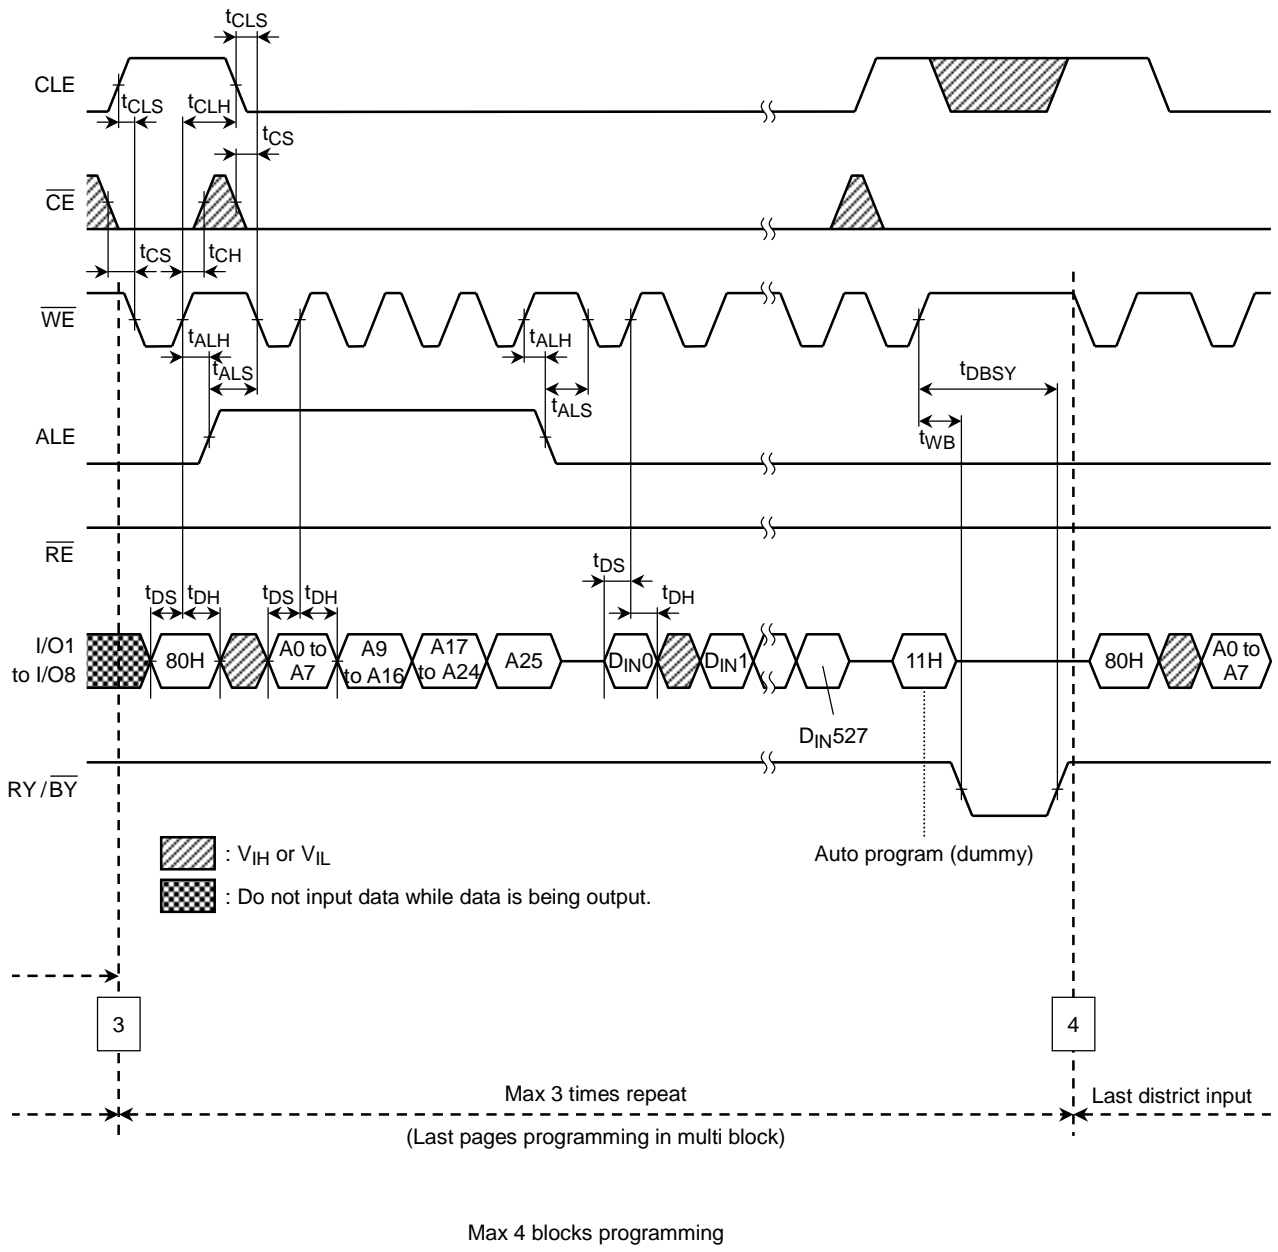 tCLS
CLE
tCLS
tCLH
tCS
CE
tCS
tCH
WE
tALH
tALS
tALH
tALS
tDBSY
tWB
ALE
RE
tDS
tDH
tDS
tDH
tDS
tDH
I/O1
to I/O8
80H
A0 to
A7
A9
to A16
A17
to A24
A25
DIN0
DIN1
11H
80H
A0 to
A7
DIN527
RY/BY
: VIH or VIL
Auto program (dummy)
: Do not input data while data is being output.
3
4
Max 3 times repeat
Last district input
(Last pages programming in multi block)
Max 4 blocks programming